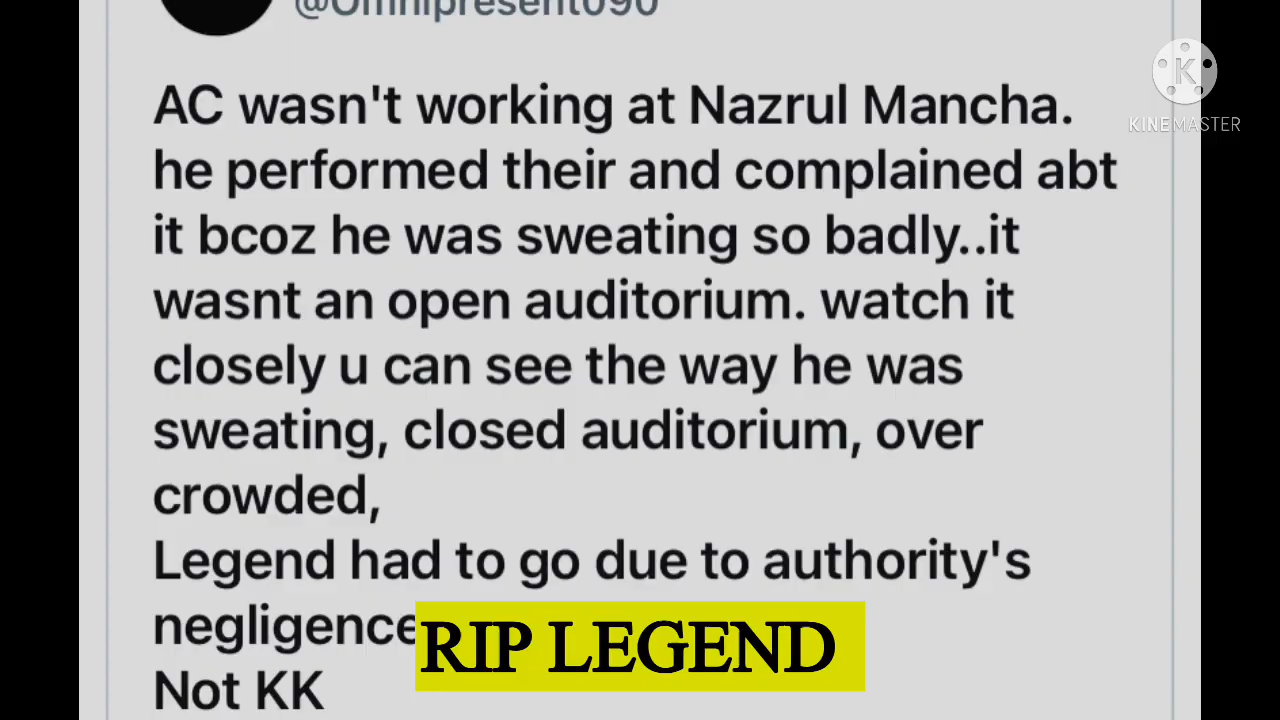 @Omnipresent090
AC wasn't working at Nazrul Mancha.
he performed their and complained abt
it bcoz he was sweating so badly..it
wasnt an open auditorium. watch it
closely u can see the way he was
sweating, closed auditorium, over
crowded,
Legend had to go due to authority's
negligence
Not KK
RIP LEGEND
K
KINEMASTER